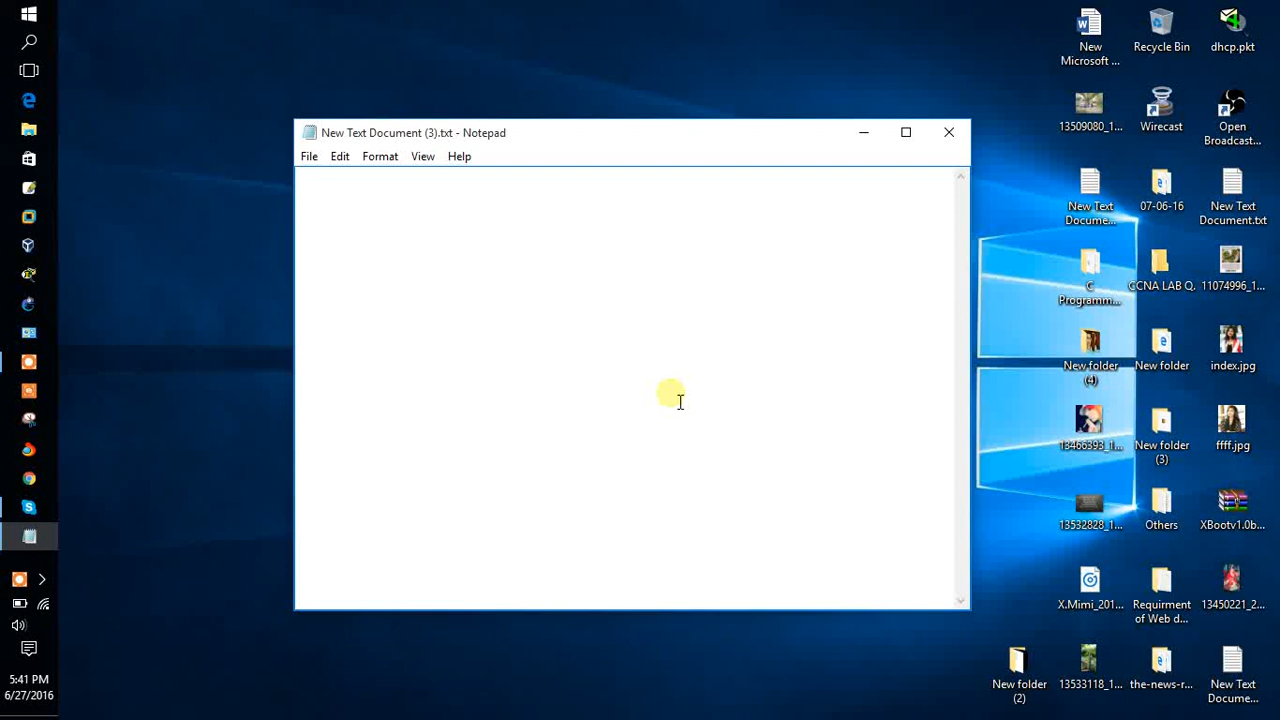 New Text Document (3).txt - Notepad
File Edit Format View Help
New
Microsoft ...
Recycle Bin
dhcp.pkt
13509080_1...
Wirecast
Open
Broadcast...
New Text
Docume...
07-06-16
New Text
Document.txt
C
Programm...
CCNA LAB Q.
11074996_1...
New folder
(4)
New folder
index.jpg
13466393_1...
New folder
(3)
ffff.jpg
13532828_1...
Others
XBootv1.0b...
X.Mimi_201...
Requirment
of Web d...
13450221_2...
New folder
(2)
13533118_1...
the-news-r...
New Text
Docume...
5:41 PM
6/27/2016